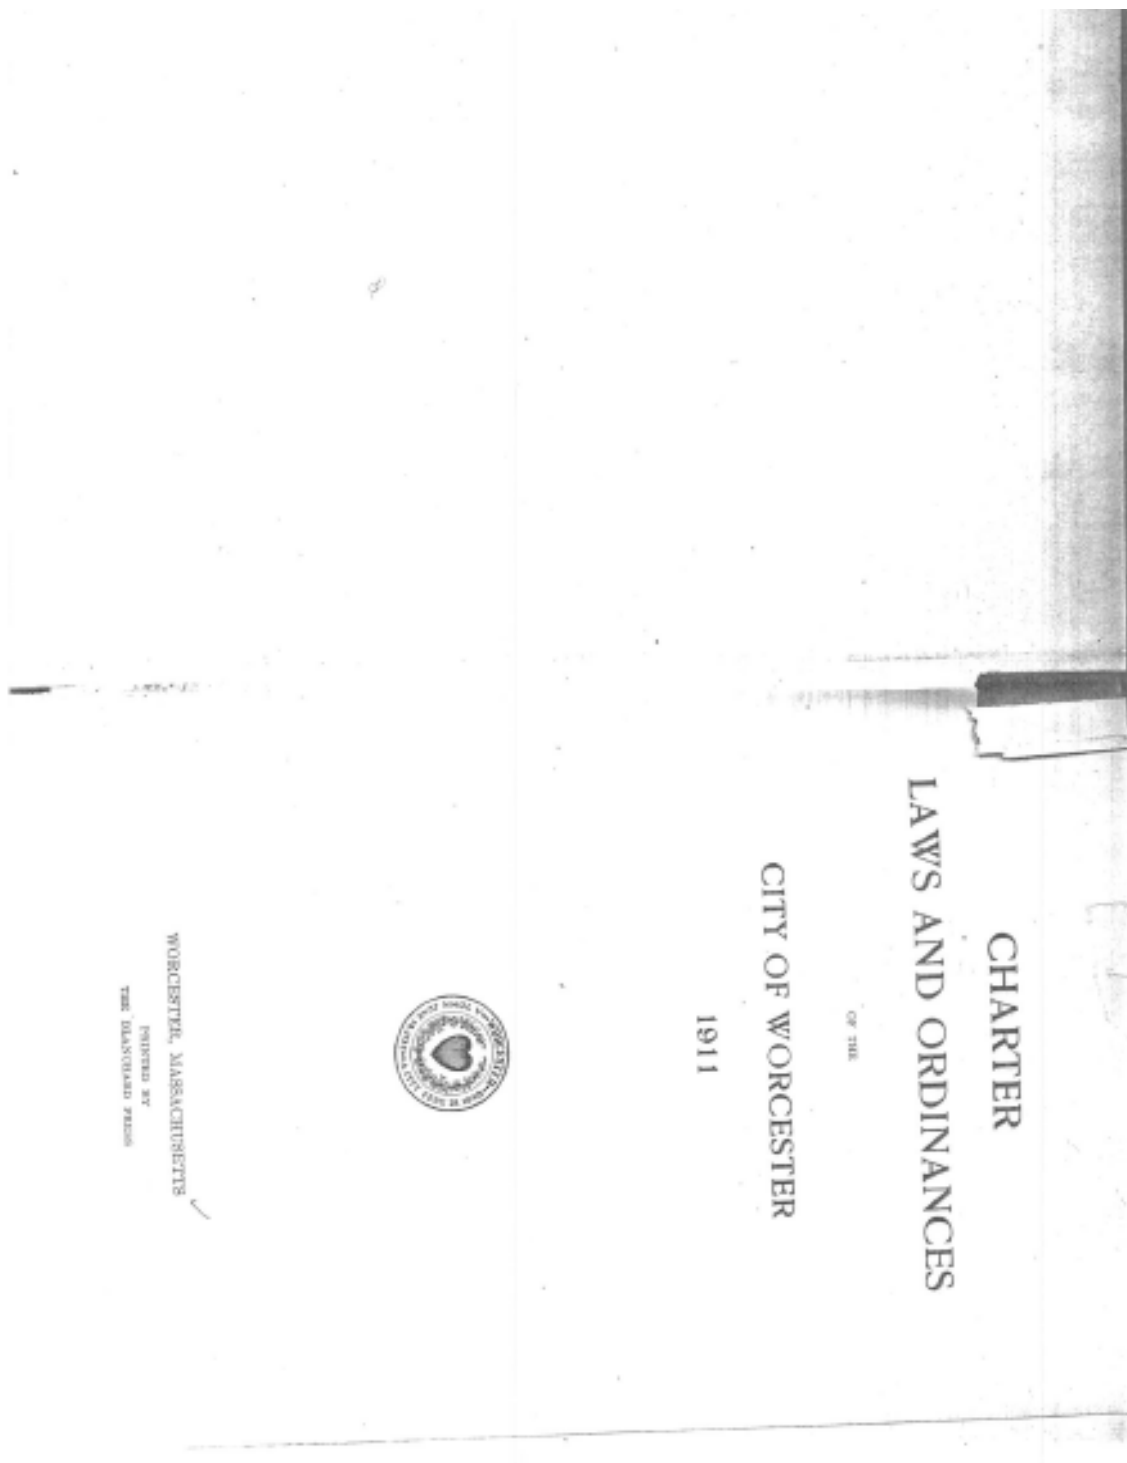 CHARTER
LAWS AND ORDINANCES
OF THE
CITY OF WORCESTER
1911
WORCESTER, MASSACHUSETTS
PRINTED BY
THE BLANCHARD PRESS